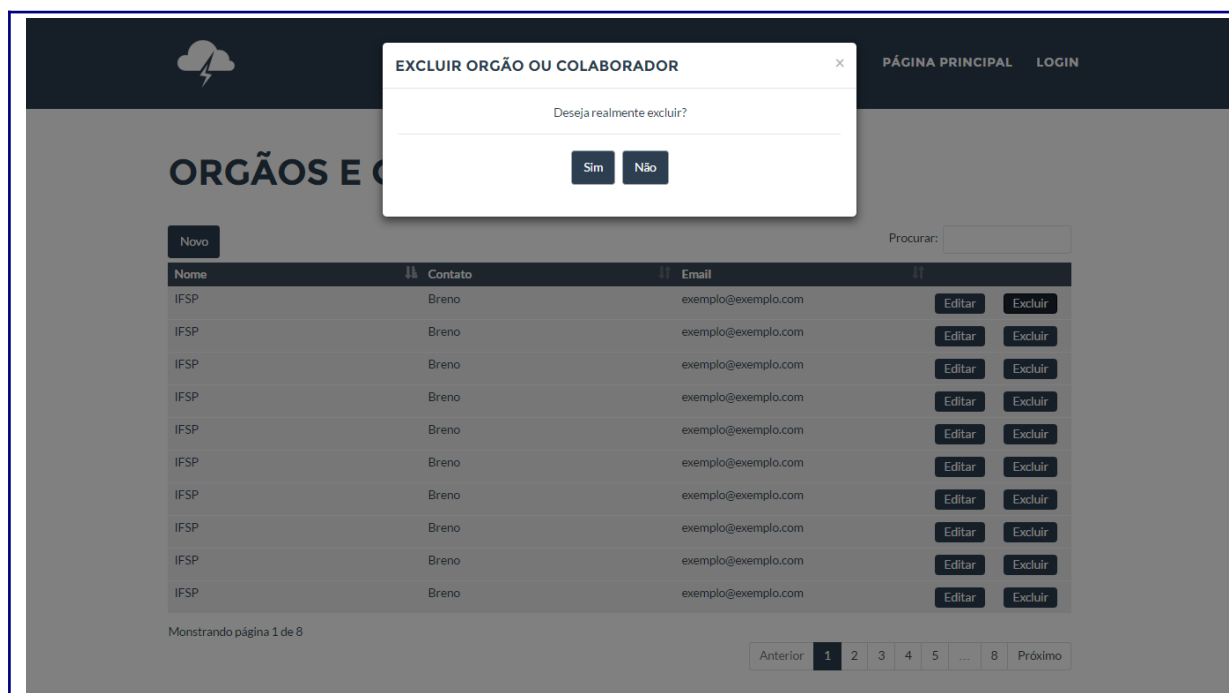 EXCLUIR ORGÃO OU COLABORADOR ×
PÁGINA PRINCIPAL LOGIN
Deseja realmente excluir?
Sim Não
ORGÃOS E
Novo
Procurar:
Nome Contato Email
IFSP Breno exemplo@exemplo.com Editar Excluir
IFSP Breno exemplo@exemplo.com Editar Excluir
IFSP Breno exemplo@exemplo.com Editar Excluir
IFSP Breno exemplo@exemplo.com Editar Excluir
IFSP Breno exemplo@exemplo.com Editar Excluir
IFSP Breno exemplo@exemplo.com Editar Excluir
IFSP Breno exemplo@exemplo.com Editar Excluir
IFSP Breno exemplo@exemplo.com Editar Excluir
IFSP Breno exemplo@exemplo.com Editar Excluir
IFSP Breno exemplo@exemplo.com Editar Excluir
Monstrando página 1 de 8
Anterior 1 2 3 4 5 ... 8 Próximo